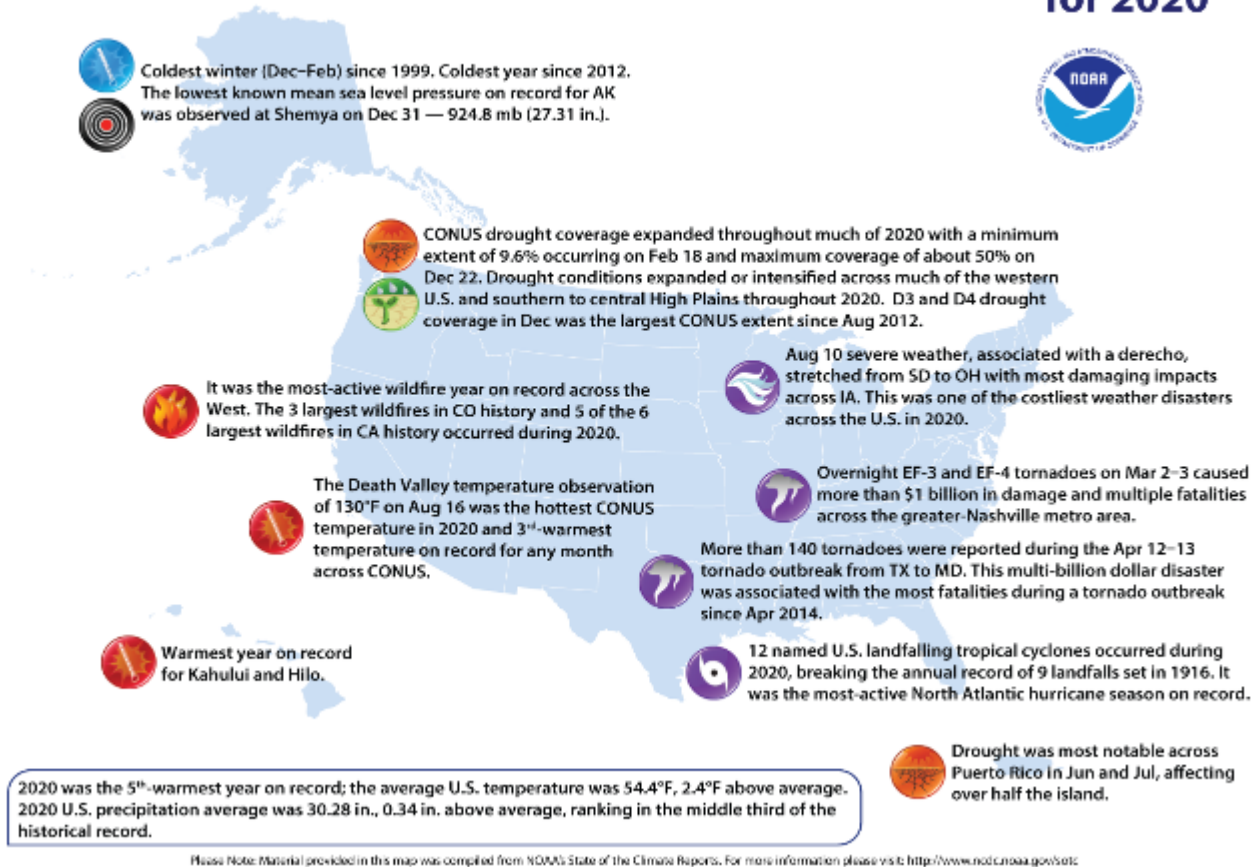 for 2020
NOAA
Coldest winter (Dec–Feb) since 1999. Coldest year since 2012.
The lowest known mean sea level pressure on record for AK
was observed at Shemya on Dec 31 — 924.8 mb (27.31 in.).
CONUS drought coverage expanded throughout much of 2020 with a minimum
extent of 9.6% occurring on Feb 18 and maximum coverage of about 50% on
Dec 22. Drought conditions expanded or intensified across much of the western
U.S. and southern to central High Plains throughout 2020. D3 and D4 drought
coverage in Dec was the largest CONUS extent since Aug 2012.
Aug 10 severe weather, associated with a derecho,
stretched from SD to OH with most damaging impacts
across IA. This was one of the costliest weather disasters
across the U.S. in 2020.
It was the most-active wildfire year on record across the
West. The 3 largest wildfires in CO history and 5 of the 6
largest wildfires in CA history occurred during 2020.
Overnight EF-3 and EF-4 tornadoes on Mar 2–3 caused
more than $1 billion in damage and multiple fatalities
across the greater-Nashville metro area.
The Death Valley temperature observation
of 130°F on Aug 16 was the hottest CONUS
temperature in 2020 and 3rd-warmest
temperature on record for any month
across CONUS.
More than 140 tornadoes were reported during the Apr 12–13
tornado outbreak from TX to MD. This multi-billion dollar disaster
was associated with the most fatalities during a tornado outbreak
since Apr 2014.
Warmest year on record
for Kahului and Hilo.
12 named U.S. landfalling tropical cyclones occurred during
2020, breaking the annual record of 9 landfalls set in 1916. It
was the most-active North Atlantic hurricane season on record.
Drought was most notable across
Puerto Rico in Jun and Jul, affecting
over half the island.
2020 was the 5th-warmest year on record; the average U.S. temperature was 54.4°F, 2.4°F above average.
2020 U.S. precipitation average was 30.28 in., 0.34 in. above average, ranking in the middle third of the
historical record.
Please Note: Material provided in this map was compiled from NOAA's State of the Climate Reports. For more information please visit: http://www.ncdc.noaa.gov/sotc